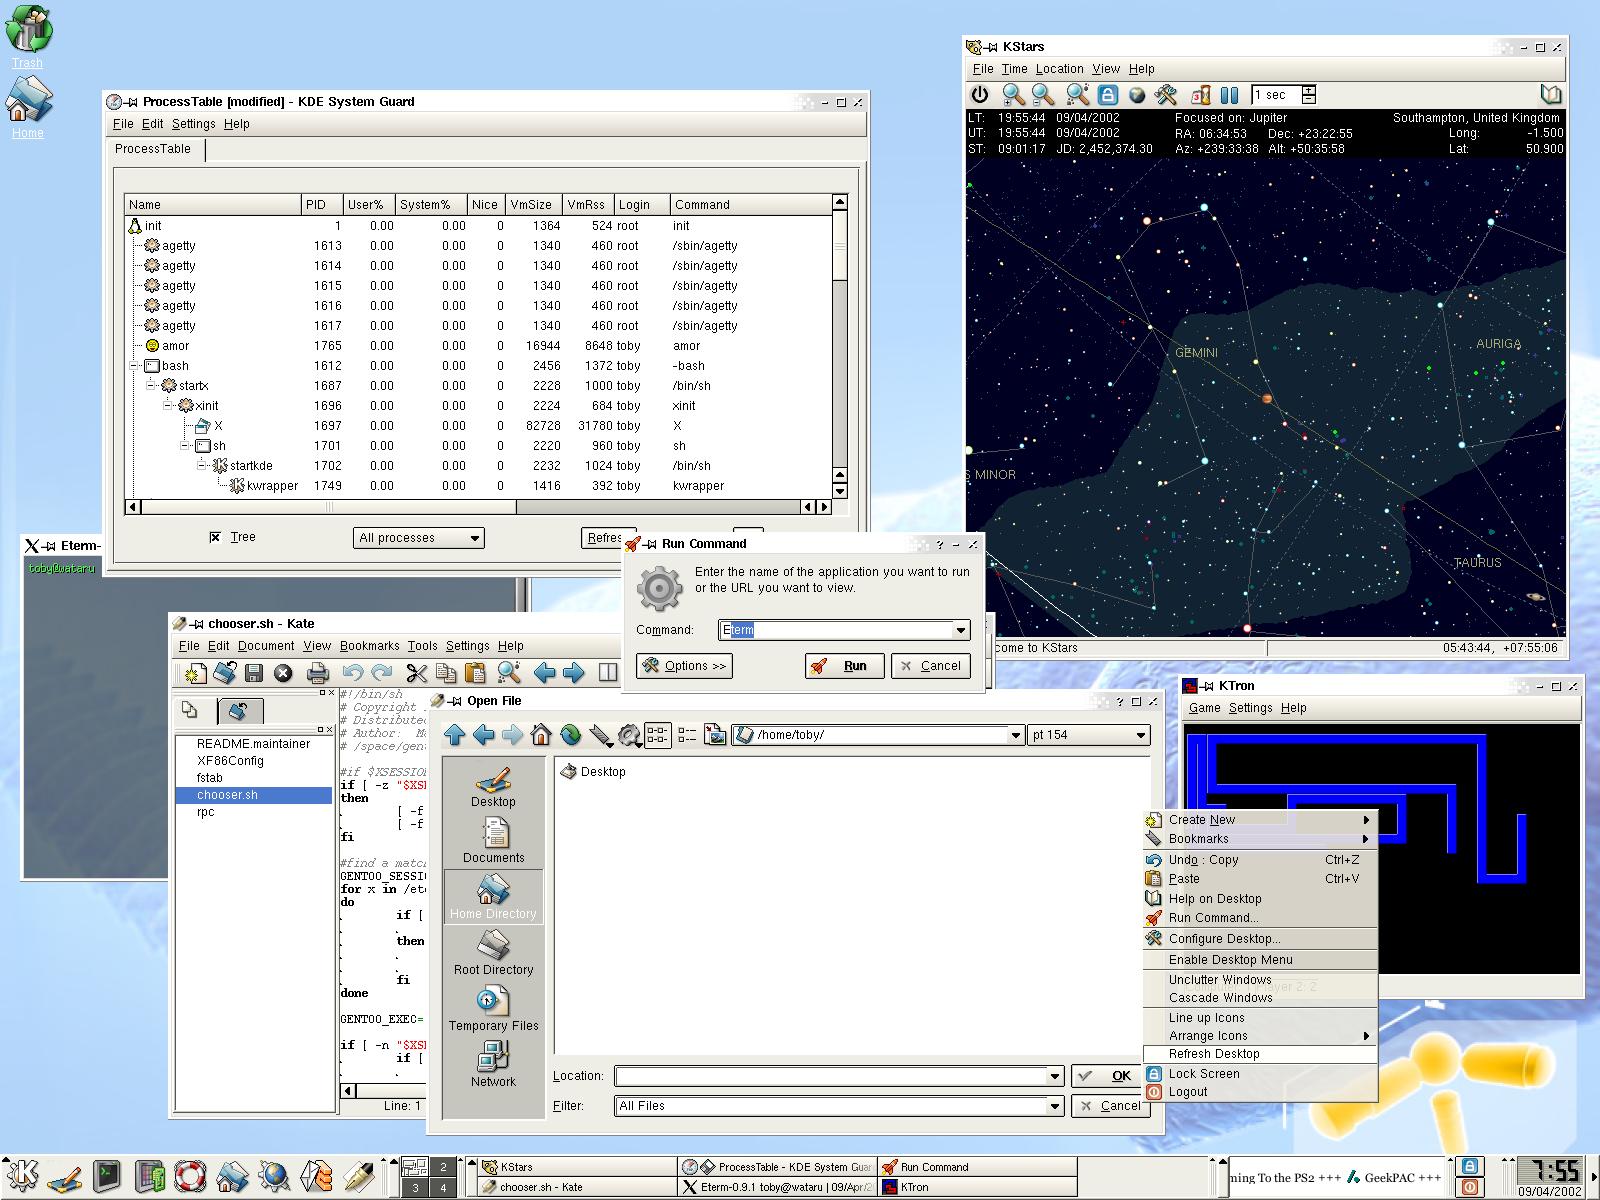 Trash
Home
ProcessTable [modified] - KDE System Guard
File Edit Settings Help
ProcessTable
Name PID User% System% Nice VmSize VmRss Login Command
init 1 0.00 0.00 0 1364 524 root init
agetty 1613 0.00 0.00 0 1340 460 root /sbin/agetty
agetty 1614 0.00 0.00 0 1340 460 root /sbin/agetty
agetty 1615 0.00 0.00 0 1340 460 root /sbin/agetty
agetty 1616 0.00 0.00 0 1340 460 root /sbin/agetty
agetty 1617 0.00 0.00 0 1340 460 root /sbin/agetty
amor 1765 0.00 0.00 0 16944 8648 toby amor
bash 1612 0.00 0.00 0 2456 1372 toby -bash
startx 1687 0.00 0.00 0 2228 1000 toby /bin/sh
xinit 1696 0.00 0.00 0 2224 684 toby xinit
X 1697 0.00 0.00 0 82728 31780 toby X
sh 1701 0.00 0.00 0 2220 960 toby sh
startkde 1702 0.00 0.00 0 2232 1024 toby /bin/sh
kwrapper 1749 0.00 0.00 0 1416 392 toby kwrapper
Tree
All processes
Refres
KStars
File Time Location View Help
1 sec
LT: 19:55:44 09/04/2002 Focused on: Jupiter Southampton, United Kingdom
UT: 19:55:44 09/04/2002 RA: 06:34:53 Dec: +23:22:55 Long: -1.500
ST: 09:01:17 JD: 2,452,374.30 Az: +239:33:38 Alt: +50:35:58 Lat: 50.900
GEMINI
AURIGA
S MINOR
TAURUS
come to KStars
05:43:44, +07:55:06
Eterm-
toby@wataru
Run Command
Enter the name of the application you want to run
or the URL you want to view.
Command: Eterm
Options >>
Run
Cancel
chooser.sh - Kate
File Edit Document View Bookmarks Tools Settings Help
README.maintainer
XF86Config
fstab
chooser.sh
rpc
#!/bin/sh
# Copyright
# Distributed
# Author: M
# /space/gen
#if $XSESSION
if [ -z "$XS
then
[ -f
[ -f
fi
#find a matc
GENTOO_SESSI
for x in /etc
do
if [
then
fi
done
GENTOO_EXEC=
if [ -n "$XS
if [
Line: 1
Open File
/home/toby/
pt 154
Desktop
Documents
Home Directory
Root Directory
Temporary Files
Network
Desktop
Location:
OK
Filter: All Files
Cancel
KTron
Game Settings Help
Create New
Bookmarks
Undo : Copy Ctrl+Z
Paste Ctrl+V
Help on Desktop
Run Command...
Configure Desktop...
Enable Desktop Menu
Unclutter Windows
Cascade Windows
Line up Icons
Arrange Icons
Refresh Desktop
Lock Screen
Logout
2
3 4
KStars
ProcessTable - KDE System Guar
Run Command
chooser.sh - Kate
Eterm-0.9.1 toby@wataru | 09/Apr/2
KTron
ning To the PS2 +++ GeekPAC +++
7:55
09/04/2002